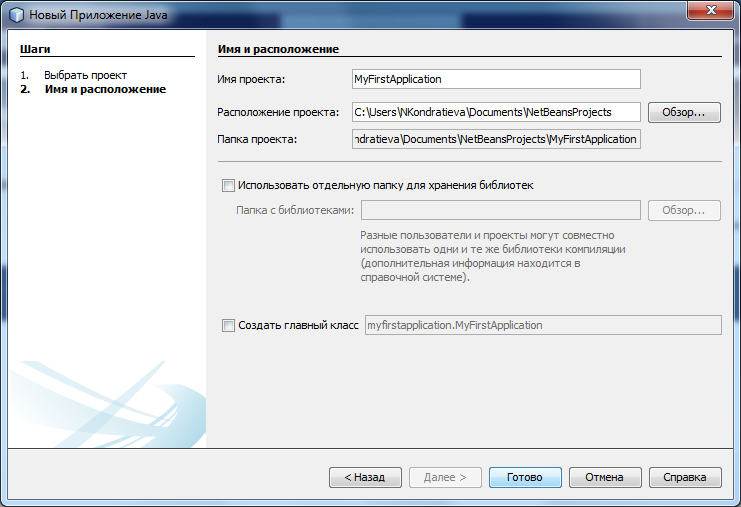 Новый Приложение Java
Шаги
1. Выбрать проект
2. Имя и расположение
Имя и расположение
Имя проекта: MyFirstApplication
Расположение проекта: C:\Users\NKondratieva\Documents\NetBeansProjects Обзор...
Папка проекта: ndratieva\Documents\NetBeansProjects\MyFirstApplication
Использовать отдельную папку для хранения библиотек
Папка с библиотеками: Обзор...
Разные пользователи и проекты могут совместно
использовать одни и те же библиотеки компиляции
(дополнительная информация находится в
справочной системе).
Создать главный класс myfirstapplication.MyFirstApplication
< Назад Далее > Готово Отмена Справка